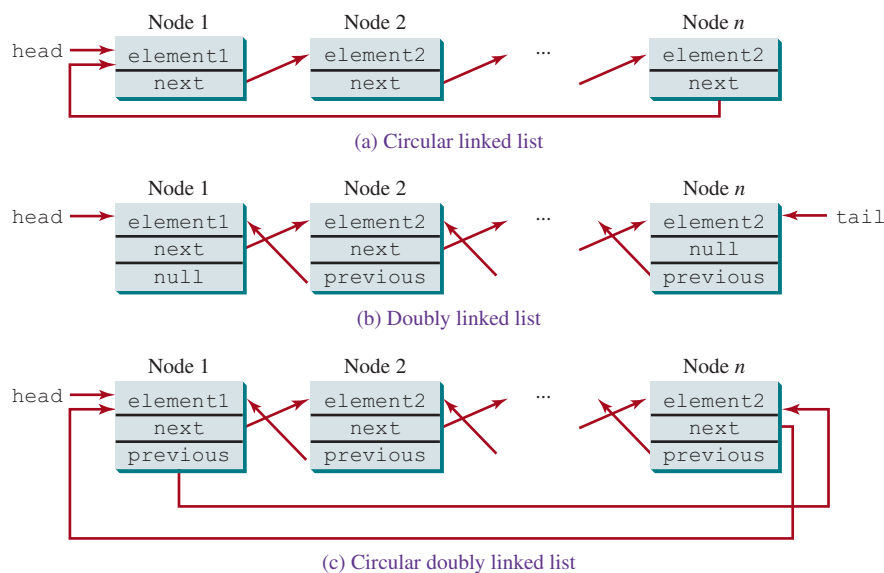 Node 1 Node 2 ... Node n
head element1 element2 element2
next next next
(a) Circular linked list
Node 1 Node 2 Node n
head element1 element2 ... element2 tail
next next null
null previous previous
(b) Doubly linked list
Node 1 Node 2 Node n
head element1 element2 ... element2
next next next
previous previous previous
(c) Circular doubly linked list